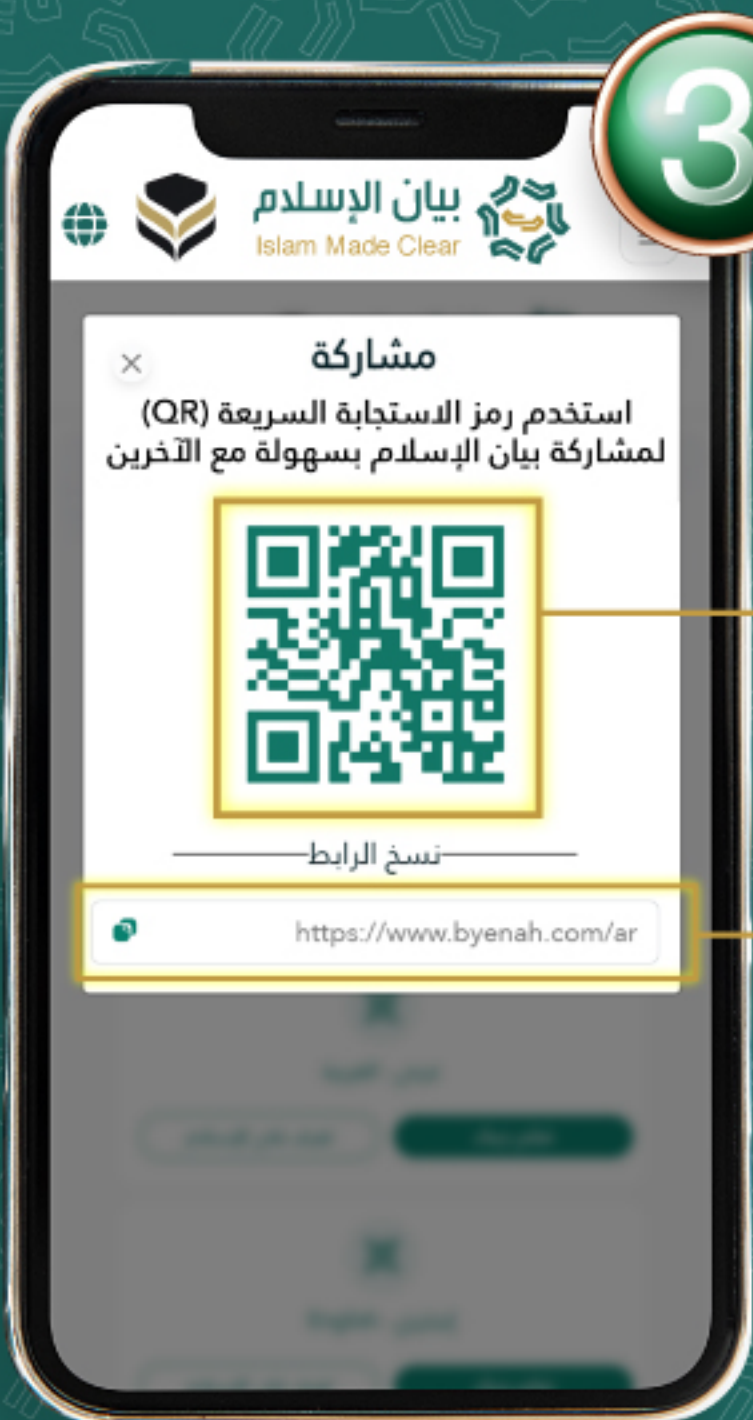 3
بيان الإسلام
Islam Made Clear
مشاركة
استخدم رمز الاستجابة السريعة (QR)
لمشاركة بيان الإسلام بسهولة مع الآخرين
نسخ الرابط
https://www.byenah.com/ar